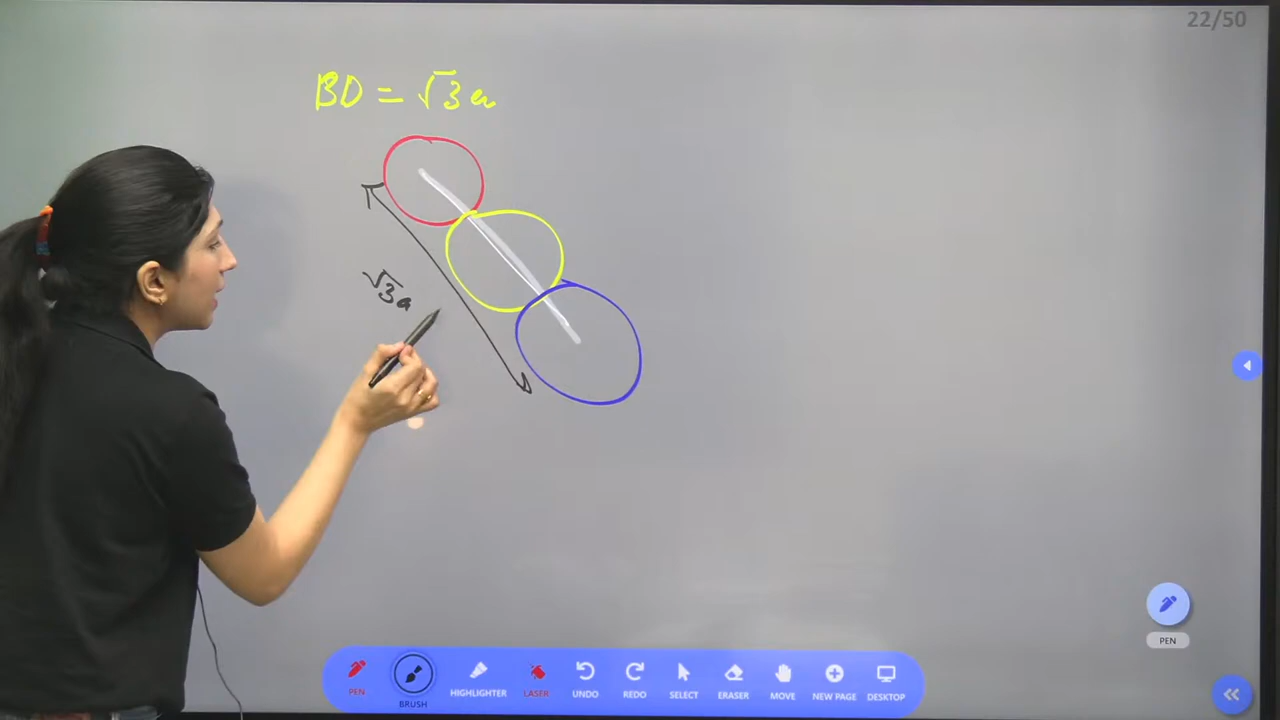 22/50
BD = √3a
√3a
PEN
PEN
BRUSH
HIGHLIGHTER
LASER
UNDO
REDO
SELECT
ERASER
MOVE
NEW PAGE
DESKTOP